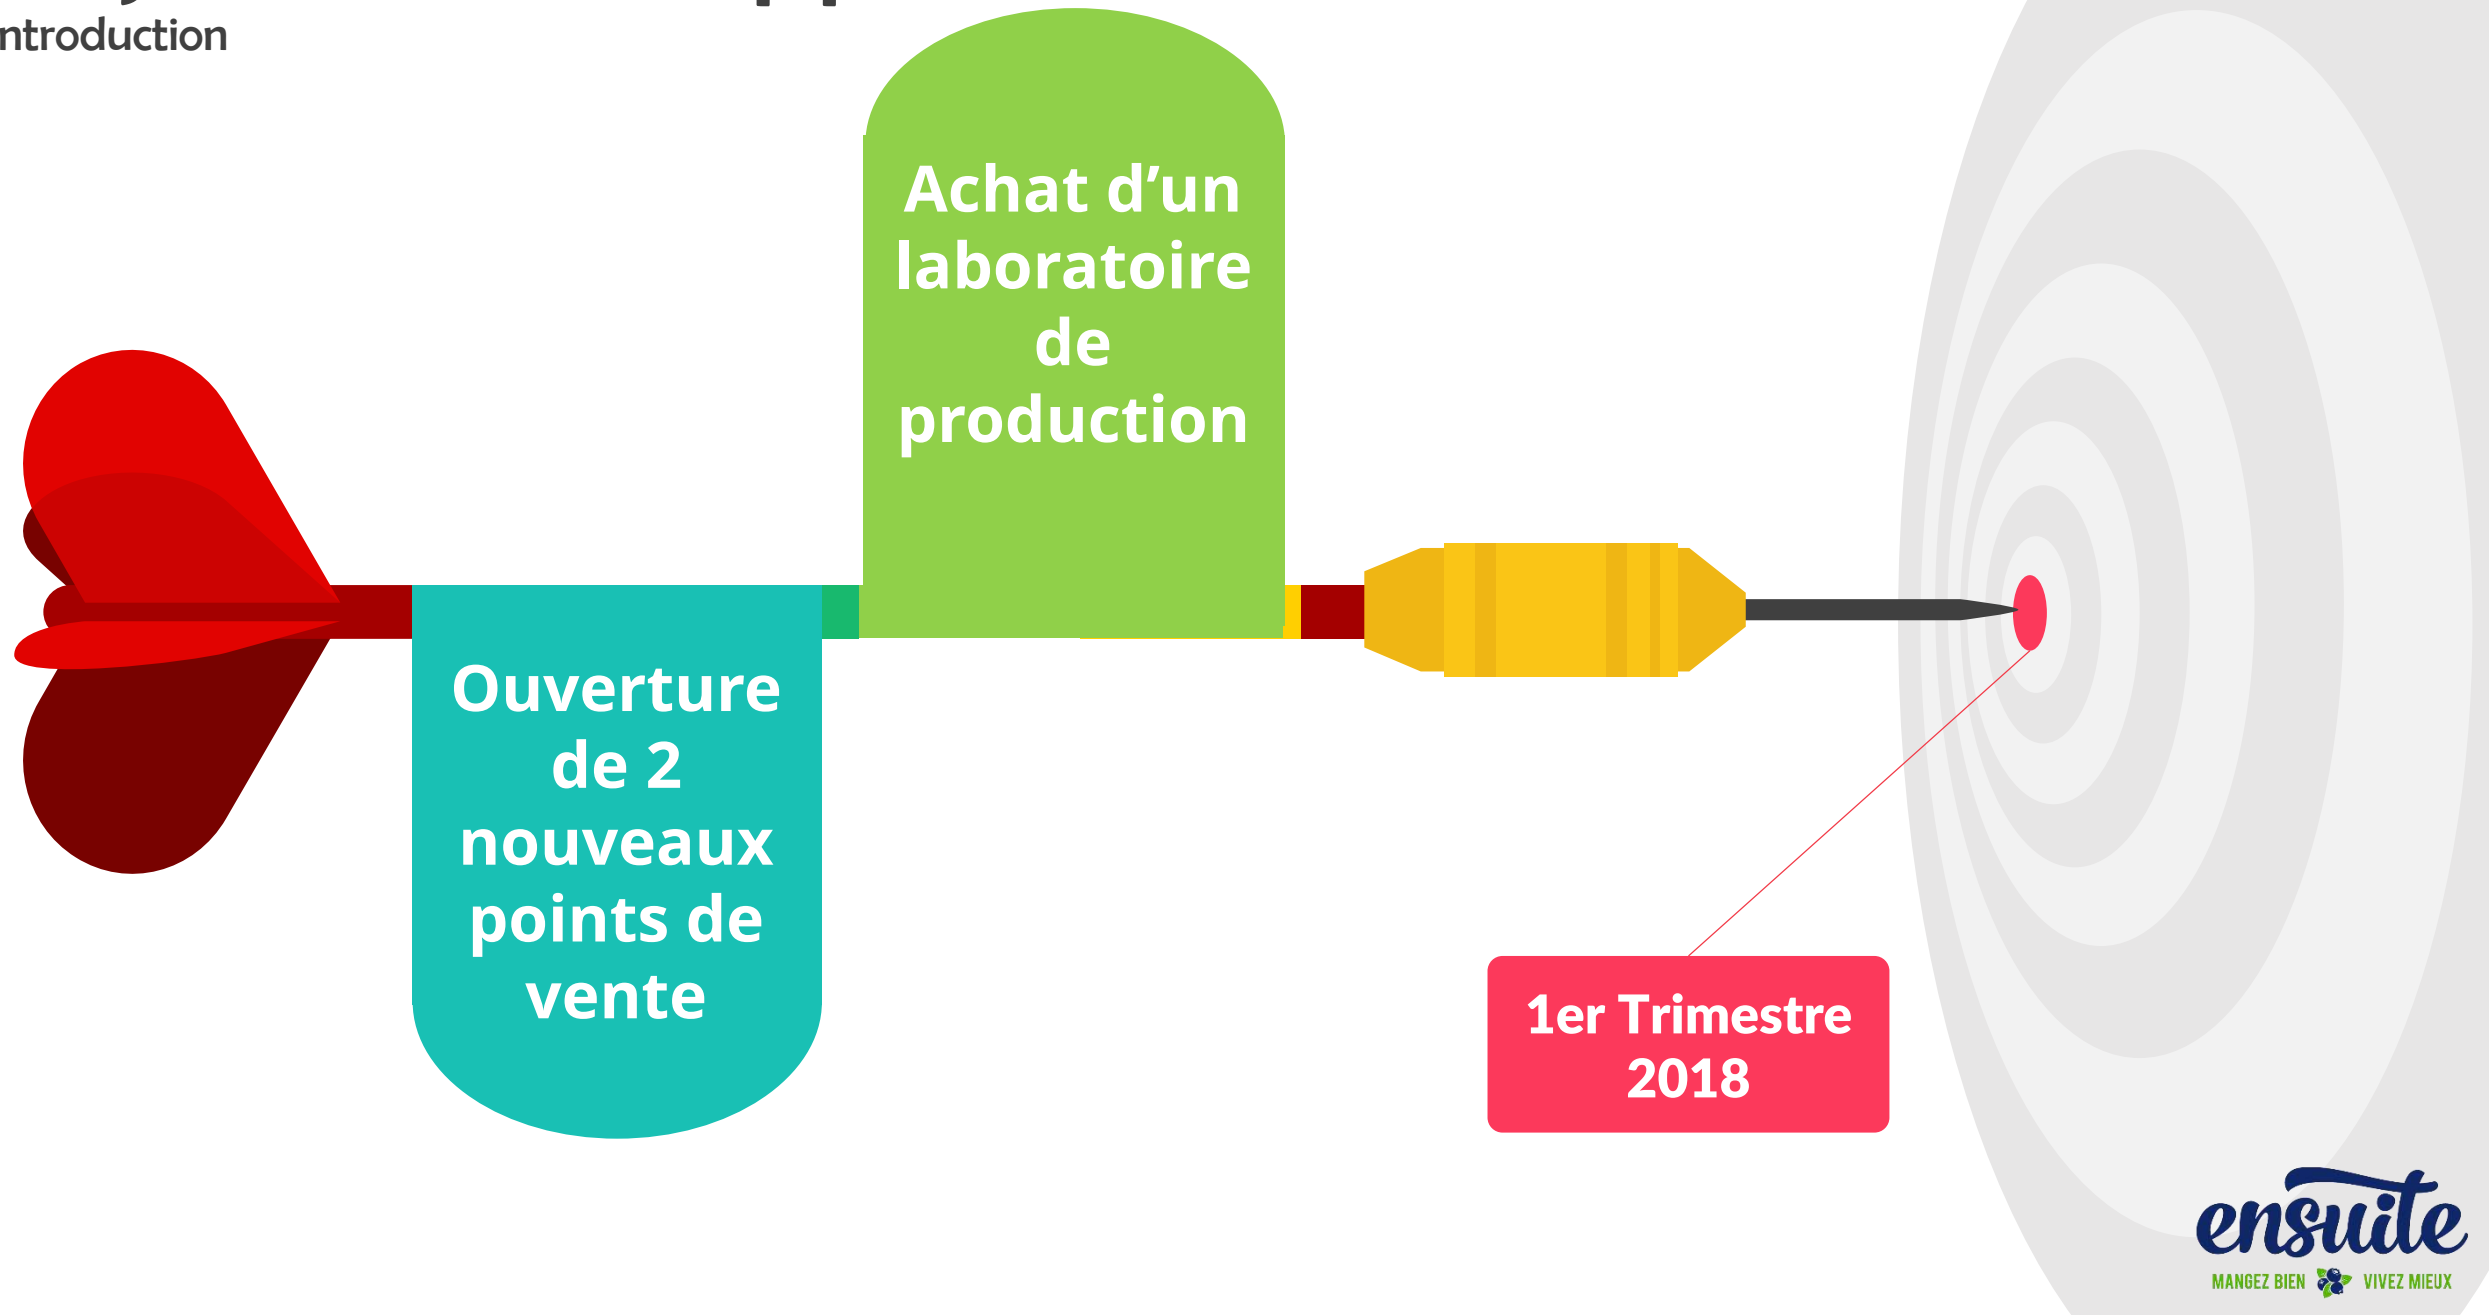 ntroduction
Achat d’un
laboratoire
de
production
Ouverture
de 2
nouveaux
points de
vente
1er Trimestre
2018
ensuite
MANGEZ BIEN VIVEZ MIEUX